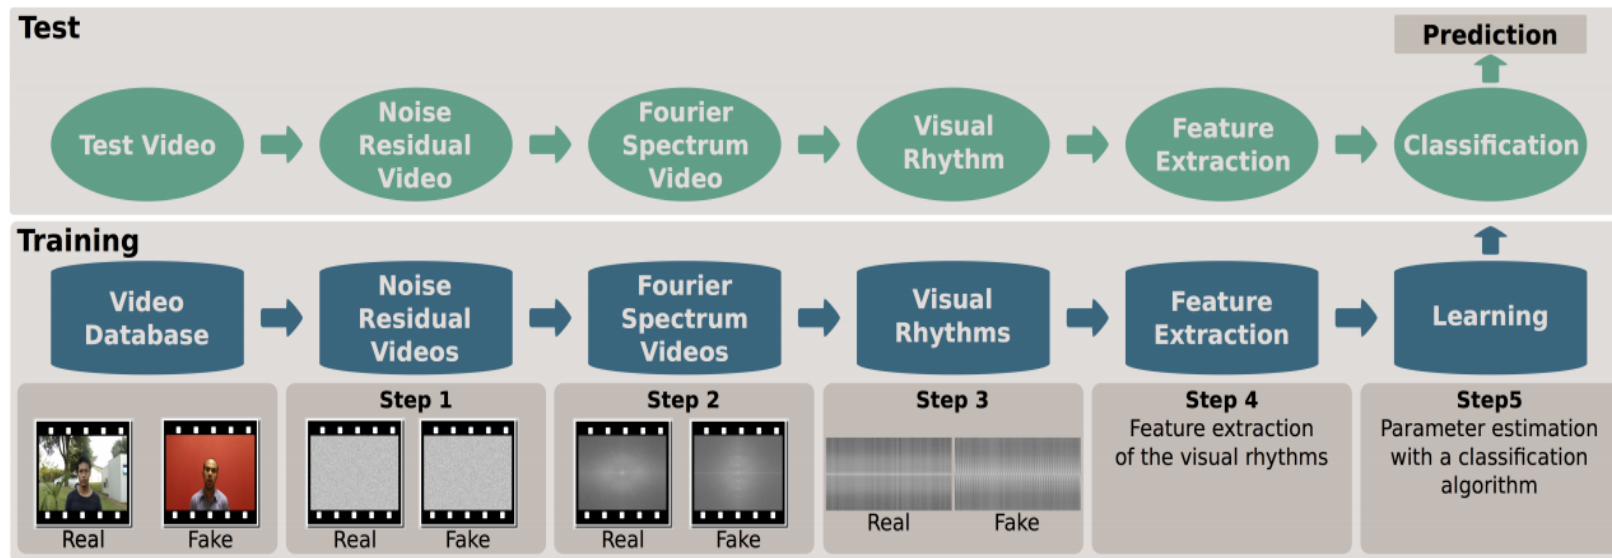 Test
Prediction
Test Video
Noise
Residual
Video
Fourier
Spectrum
Video
Visual
Rhythm
Feature
Extraction
Classification
Training
Video
Database
Noise
Residual
Videos
Fourier
Spectrum
Videos
Visual
Rhythms
Feature
Extraction
Learning
Real
Fake
Step 1
Real
Fake
Step 2
Real
Fake
Step 3
Real
Fake
Step 4
Feature extraction
of the visual rhythms
Step5
Parameter estimation
with a classification
algorithm